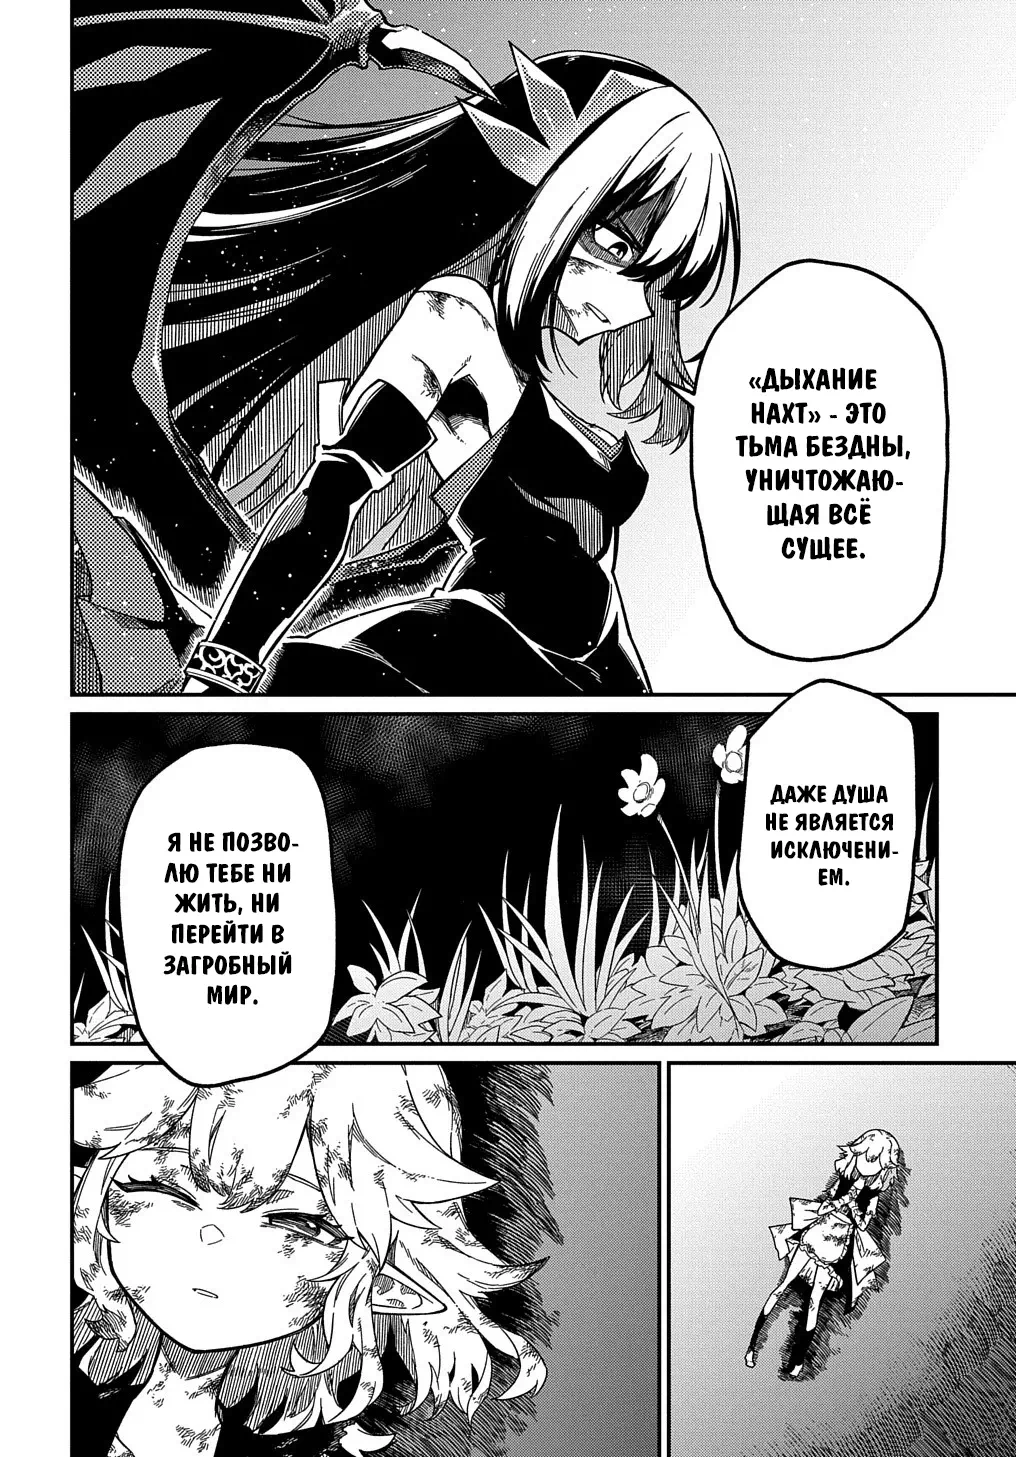 «ДЫХАНИЕ
НАХТ» - ЭТО
ТЬМА БЕЗДНЫ,
УНИЧТОЖАЮ-
ЩАЯ ВСЁ
СУЩЕЕ.
ДАЖЕ ДУША
НЕ ЯВЛЯЕТСЯ
ИСКЛЮЧЕНИ-
ЕМ.
Я НЕ ПОЗВО-
ЛЮ ТЕБЕ НИ
ЖИТЬ, НИ
ПЕРЕЙТИ В
ЗАГРОБНЫЙ
МИР.